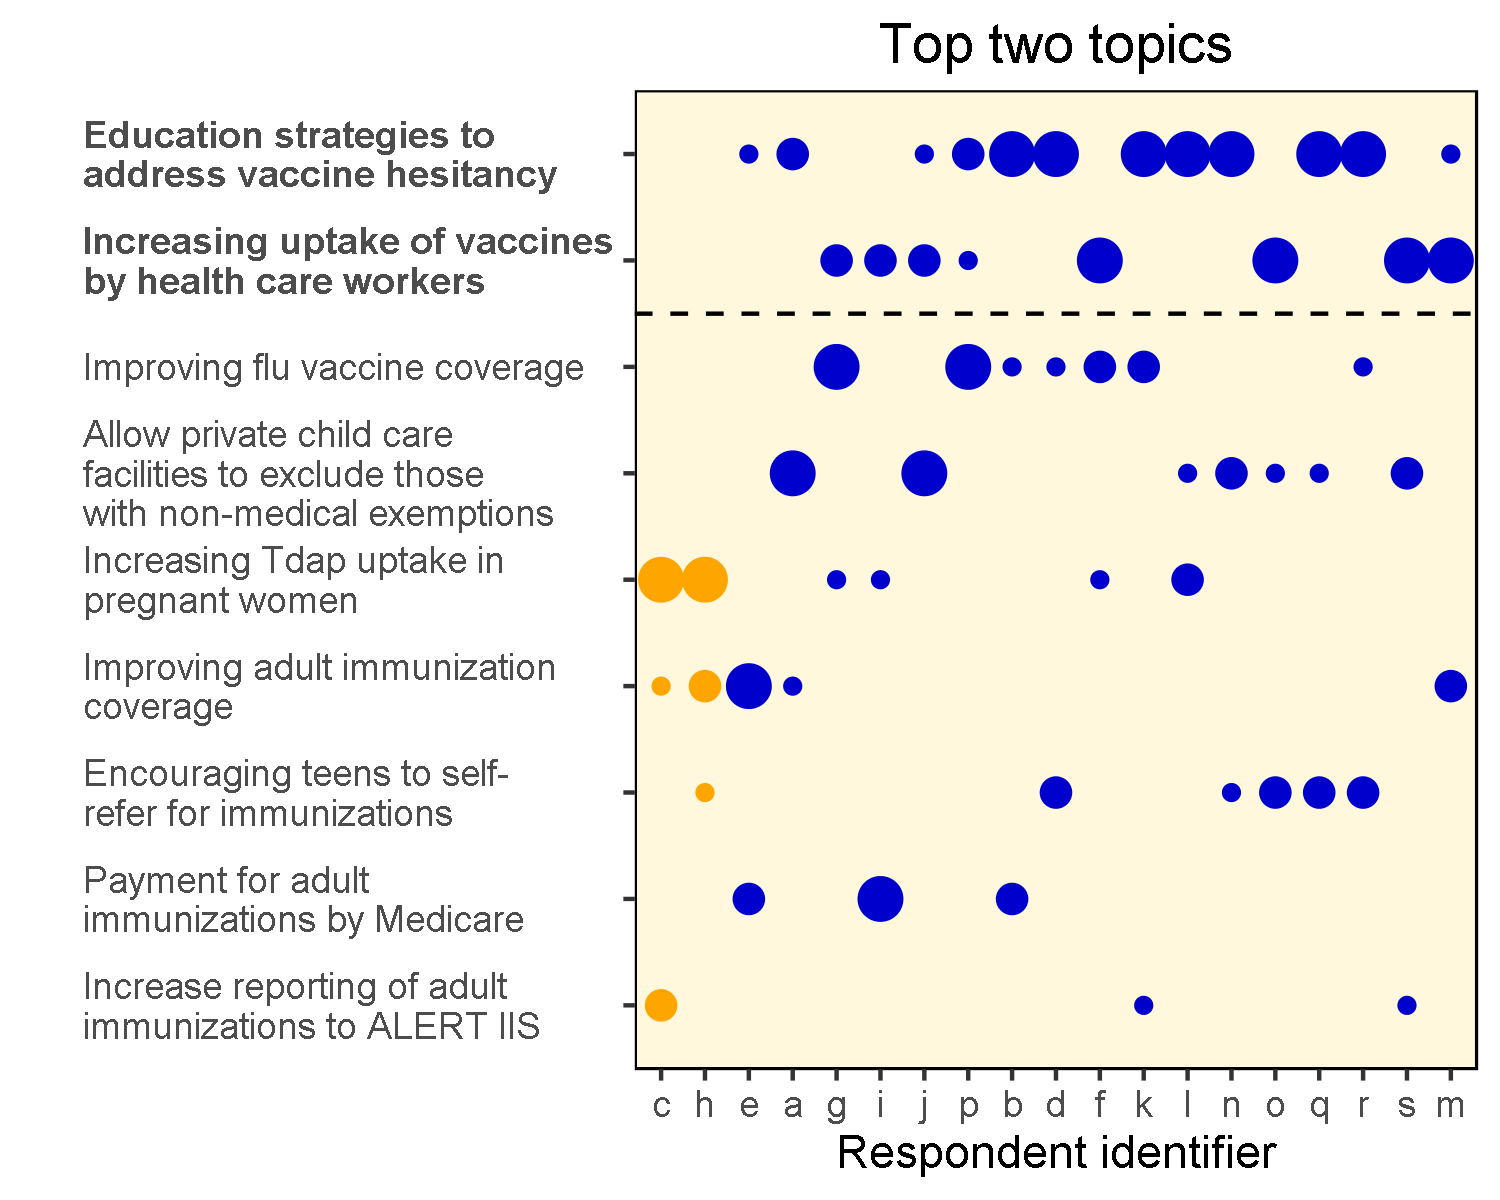 Top two topics
Education strategies to
address vaccine hesitancy
Increasing uptake of vaccines
by health care workers
Improving flu vaccine coverage
Allow private child care
facilities to exclude those
with non-medical exemptions
Increasing Tdap uptake in
pregnant women
Improving adult immunization
coverage
Encouraging teens to self-
refer for immunizations
Payment for adult
immunizations by Medicare
Increase reporting of adult
immunizations to ALERT IIS
c h e a g i j p b d f k l n o q r s m
Respondent identifier